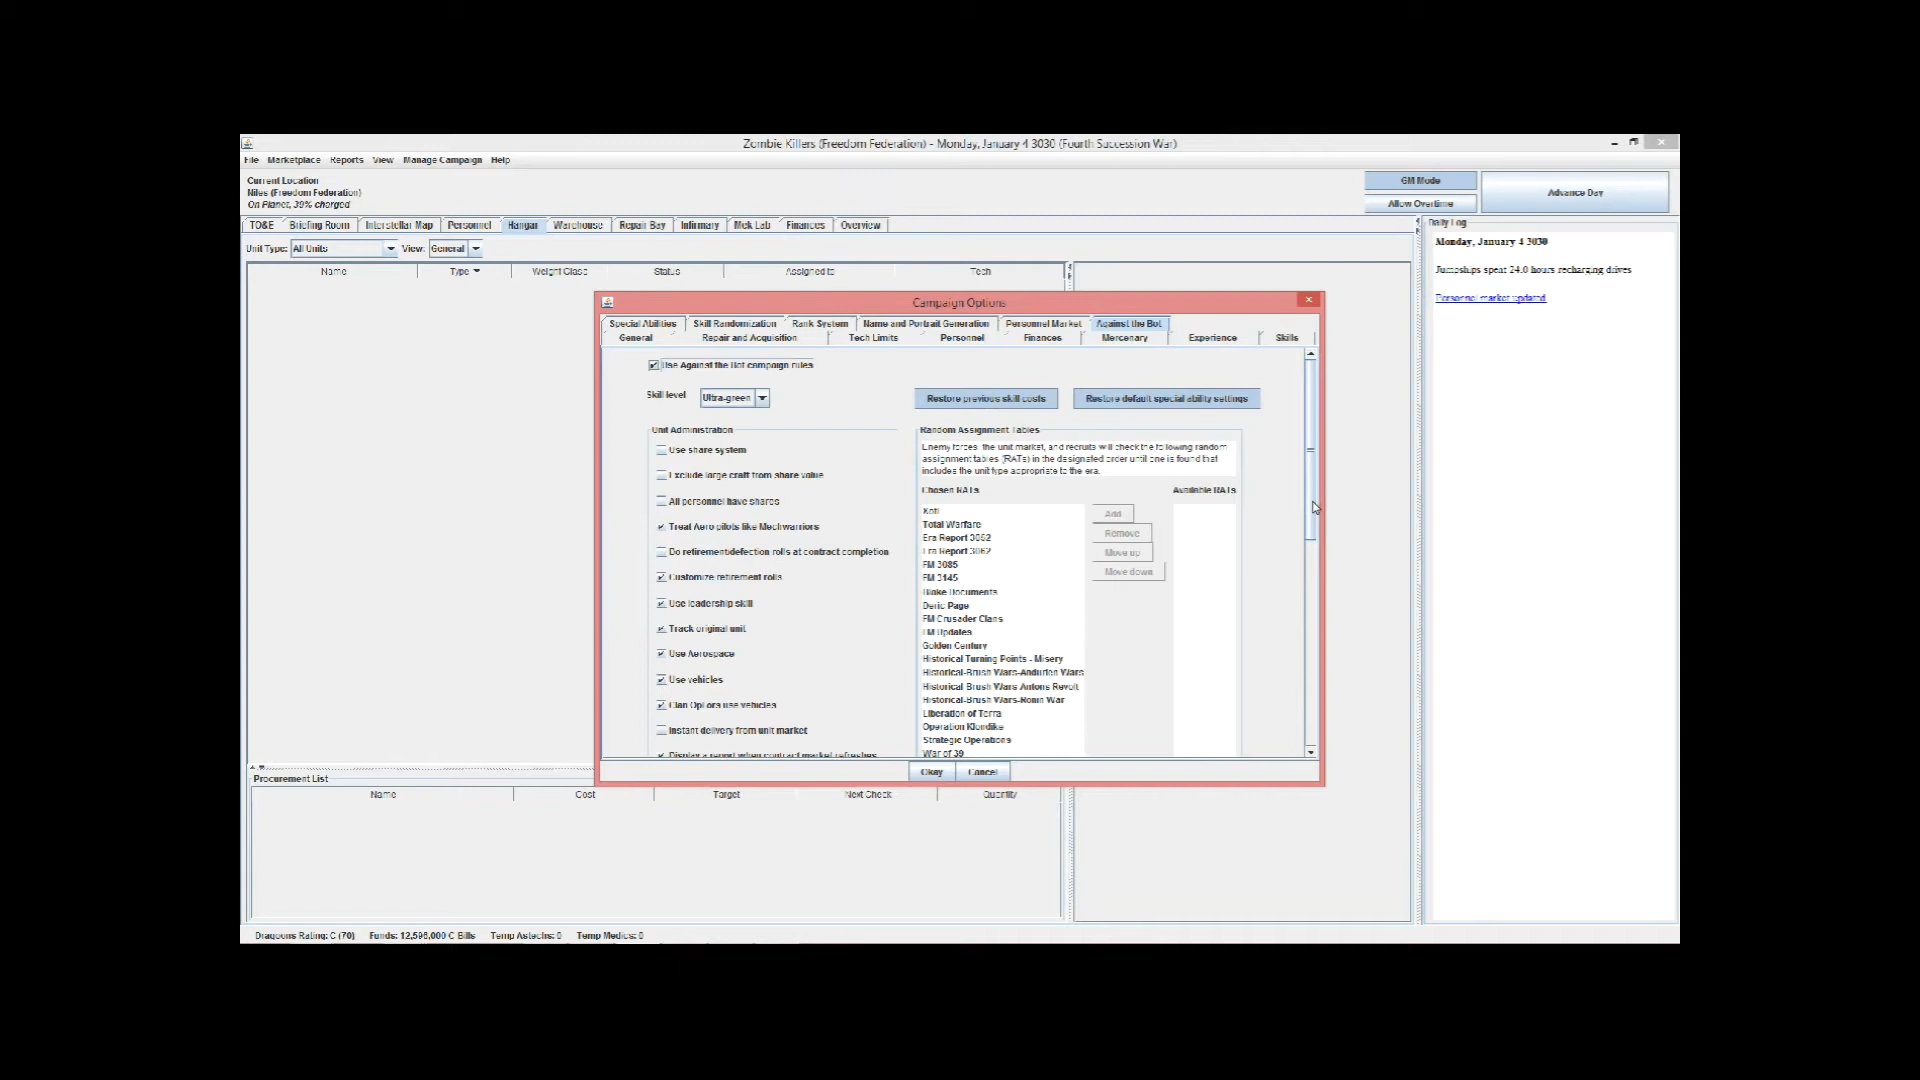 Zombie Killers (Freedom Federation) - Monday, January 4 3030 (Fourth Succession War)
File Marketplace Reports View Manage Campaign Help
Current Location
Niles (Freedom Federation)
On Planet, 39% charged
GM Mode
Advance Day
Allow Overtime
TO&E Briefing Room Interstellar Map Personnel Hangar Warehouse Repair Bay Infirmary Mek Lab Finances Overview
Daily Log
Unit Type: All Units View: General
Monday, January 4 3030
Name Type Weight Class Status Assigned to Tech
Jumpships spent 24.0 hours recharging drives
Personnel market updated
Campaign Options
Special Abilities Skill Randomization Rank System Name and Portrait Generation Personnel Market Against the Bot
General Repair and Acquisition Tech Limits Personnel Finances Mercenary Experience Skills
Use Against the Bot campaign rules
Skill level Ultra-green Restore previous skill costs Restore default special ability settings
Unit Administration
Use share system
Exclude large craft from share value
All personnel have shares
Treat Aero pilots like Mechwarriors
Do retirement/defection rolls at contract completion
Customize retirement rolls
Use leadership skill
Track original unit
Use Aerospace
Use vehicles
Clan OpFors use vehicles
Instant delivery from unit market
Display a report when contract market refreshes
Random Assignment Tables
Enemy forces, the unit market, and recruits will check the following random
assignment tables (RATs) in the designated order until one is found that
includes the unit type appropriate to the era.
Chosen RATs Available RATs
Xotl
Total Warfare
Era Report 3052
Era Report 3062
FM 3085
FM 3145
Blake Documents
Deric Page
FM Crusader Clans
FM Updates
Golden Century
Historical Turning Points - Misery
Historical-Brush Wars-Andurien Wars
Historical Brush Wars Antons Revolt
Historical-Brush Wars-Ronin War
Liberation of Terra
Operation Klondike
Strategic Operations
War of 39
Add
Remove
Move up
Move down
Okay Cancel
Procurement List
Name Cost Target Next Check Quantity
Dragoons Rating: C (70) Funds: 12,596,000 C-Bills Temp Astechs: 0 Temp Medics: 0